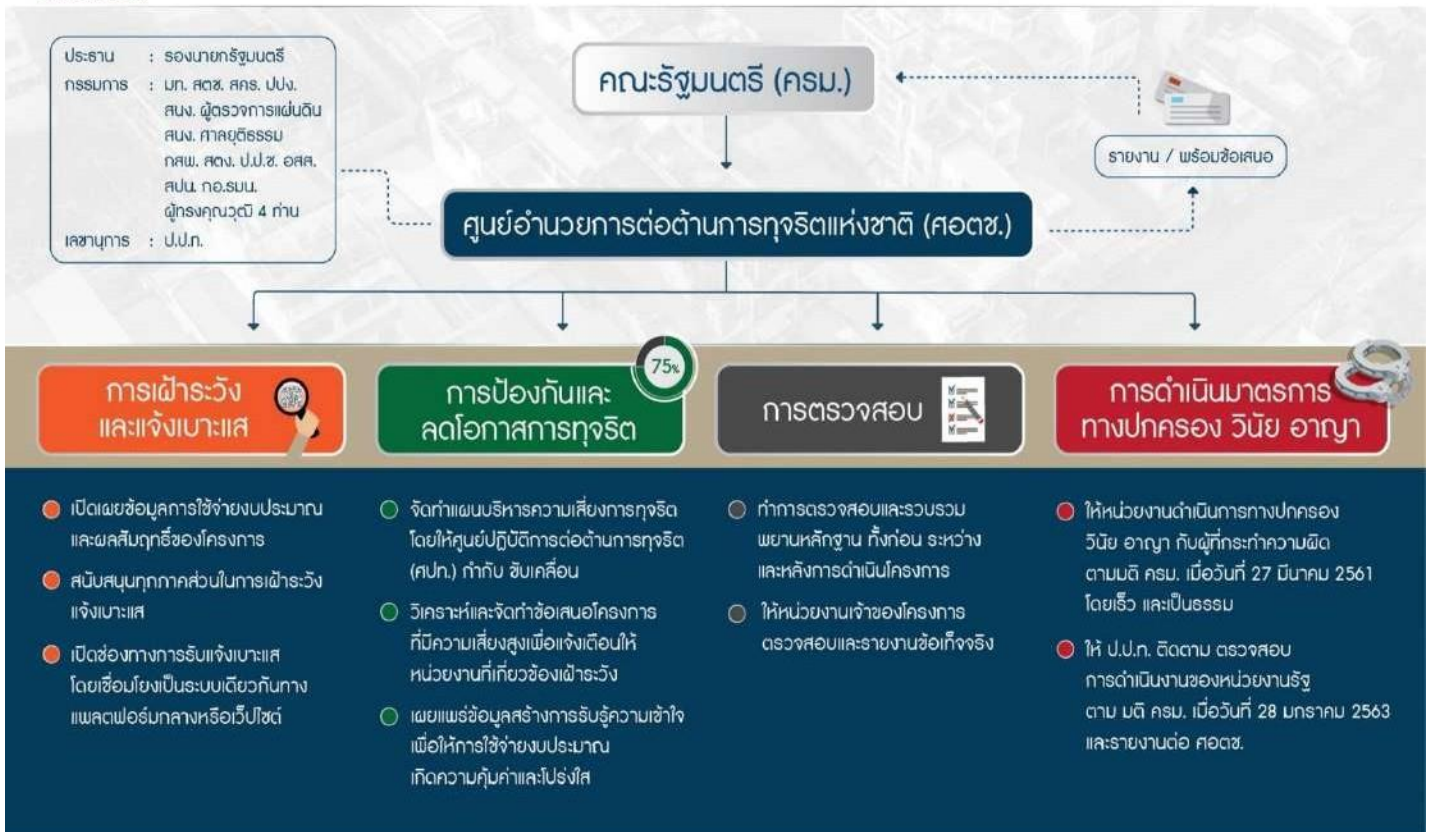 ประธาน : รองนายกรัฐมนตรี
กรรมการ : มท. สตช. สคร. ปปง.
สนง. ผู้ตรวจการแผ่นดิน
สนง. ศาลยุติธรรม
กสพ. สตง. ป.ป.ช. อสส.
สปน. กอ.รมน.
ผู้ทรงคุณวุฒิ 4 ท่าน
เลขานุการ : ป.ป.ท.
คณะรัฐมนตรี (ครม.)
รายงาน / พร้อมข้อเสนอ
ศูนย์อำนวยการต่อต้านการทุจริตแห่งชาติ (ศอตช.)
การเฝ้าระวัง
และแจ้งเบาะแส
เปิดเผยข้อมูลการใช้จ่ายงบประมาณ
และผลสัมฤทธิ์ของโครงการ
สนับสนุนทุกภาคส่วนในการเฝ้าระวัง
แจ้งเบาะแส
เปิดช่องทางการรับแจ้งเบาะแส
โดยเชื่อมโยงเป็นระบบเดียวกันทาง
แพลตฟอร์มกลางหรือเว็ปไซต์
75%
การป้องกันและ
ลดโอกาสการทุจริต
จัดทำแผนบริหารความเสี่ยงการทุจริต
โดยให้ศูนย์ปฏิบัติการต่อต้านการทุจริต
(ศปท.) กำกับ ขับเคลื่อน
วิเคราะห์และจัดทำข้อเสนอโครงการ
ที่มีความเสี่ยงสูงเพื่อแจ้งเตือนให้
หน่วยงานที่เกี่ยวข้องเฝ้าระวัง
เผยแพร่ข้อมูลสร้างการรับรู้ความเข้าใจ
เพื่อให้การใช้จ่ายงบประมาณ
เกิดความคุ้มค่าและโปร่งใส
การตรวจสอบ
ทำการตรวจสอบและรวบรวม
พยานหลักฐาน ทั้งก่อน ระหว่าง
และหลังการดำเนินโครงการ
ให้หน่วยงานเจ้าของโครงการ
ตรวจสอบและรายงานข้อเท็จจริง
การดำเนินมาตรการ
ทางปกครอง วินัย อาญา
ให้หน่วยงานดำเนินการทางปกครอง
วินัย อาญา กับผู้ที่กระทำความผิด
ตามมติ ครม. เมื่อวันที่ 27 มีนาคม 2561
โดยเร็ว และเป็นธรรม
ให้ ป.ป.ท. ติดตาม ตรวจสอบ
การดำเนินงานของหน่วยงานรัฐ
ตาม มติ ครม. เมื่อวันที่ 28 มกราคม 2563
และรายงานต่อ ศอตช.